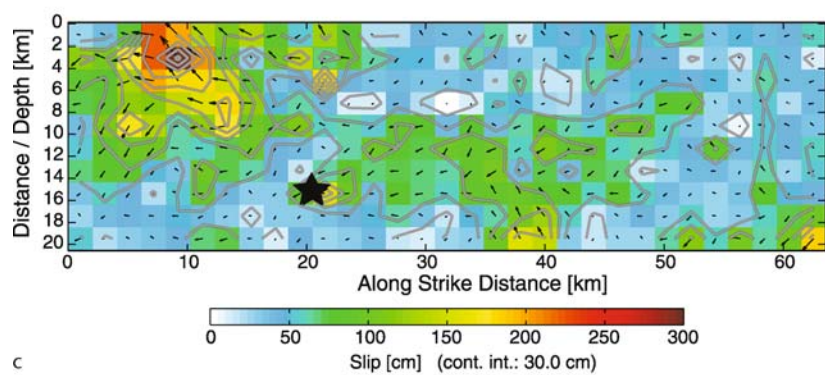 Distance / Depth [km]
0
2
4
6
8
10
12
14
16
18
20
0 10 20 30 40 50 60
Along Strike Distance [km]
0 50 100 150 200 250 300
Slip [cm] (cont. int.: 30.0 cm)
C